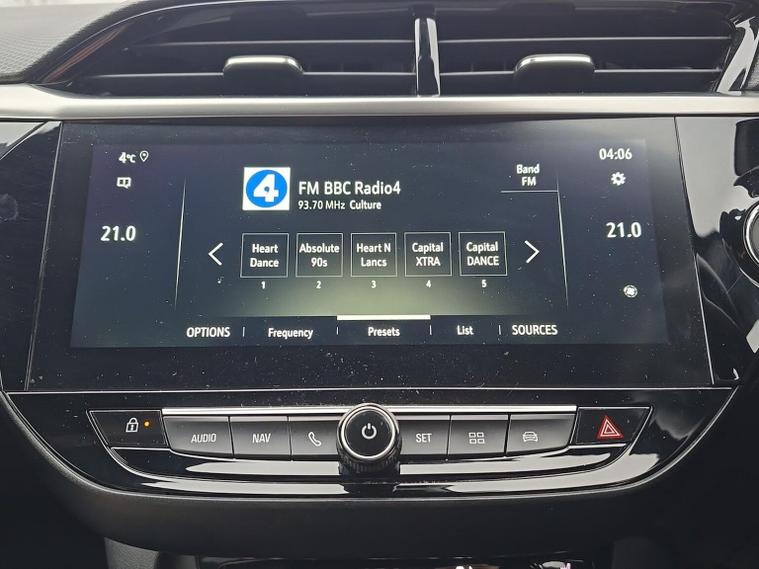 4°C
04:06
4
FM BBC Radio4
93.70 MHz Culture
Band
FM
21.0
21.0
Heart
Dance
Absolute
90s
Heart N
Lancs
Capital
XTRA
Capital
DANCE
1
2
3
4
5
OPTIONS
Frequency
Presets
List
SOURCES
AUDIO
NAV
SET